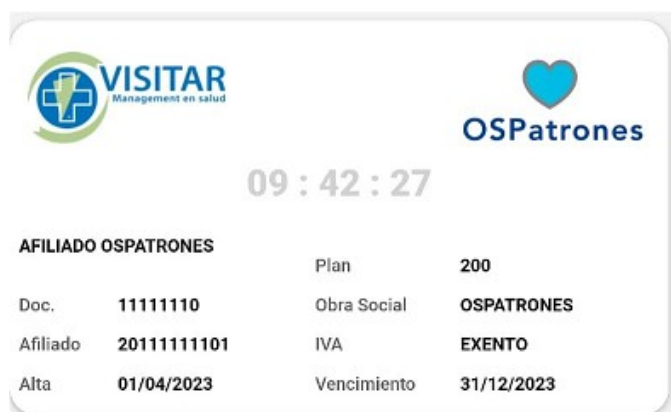 VISITAR
Management en salud
OSPatrones
09 : 42 : 27
AFILIADO OSPATRONES
Plan 200
Doc. 11111110 Obra Social OSPATRONES
Afiliado 20111111101 IVA EXENTO
Alta 01/04/2023 Vencimiento 31/12/2023